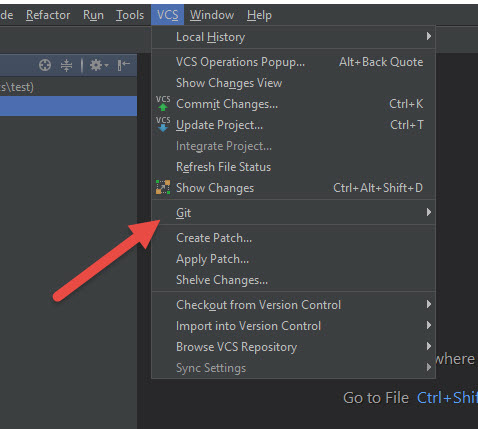 de Refactor Run Tools VCS Window Help
Local History
VCS Operations Popup... Alt+Back Quote
Show Changes View
VCS Commit Changes... Ctrl+K
VCS Update Project... Ctrl+T
Integrate Project...
Refresh File Status
Show Changes Ctrl+Alt+Shift+D
Git
Create Patch...
Apply Patch...
Shelve Changes...
Checkout from Version Control
Import into Version Control
Browse VCS Repository
Sync Settings
s\test)
where
Go to File Ctrl+Shif